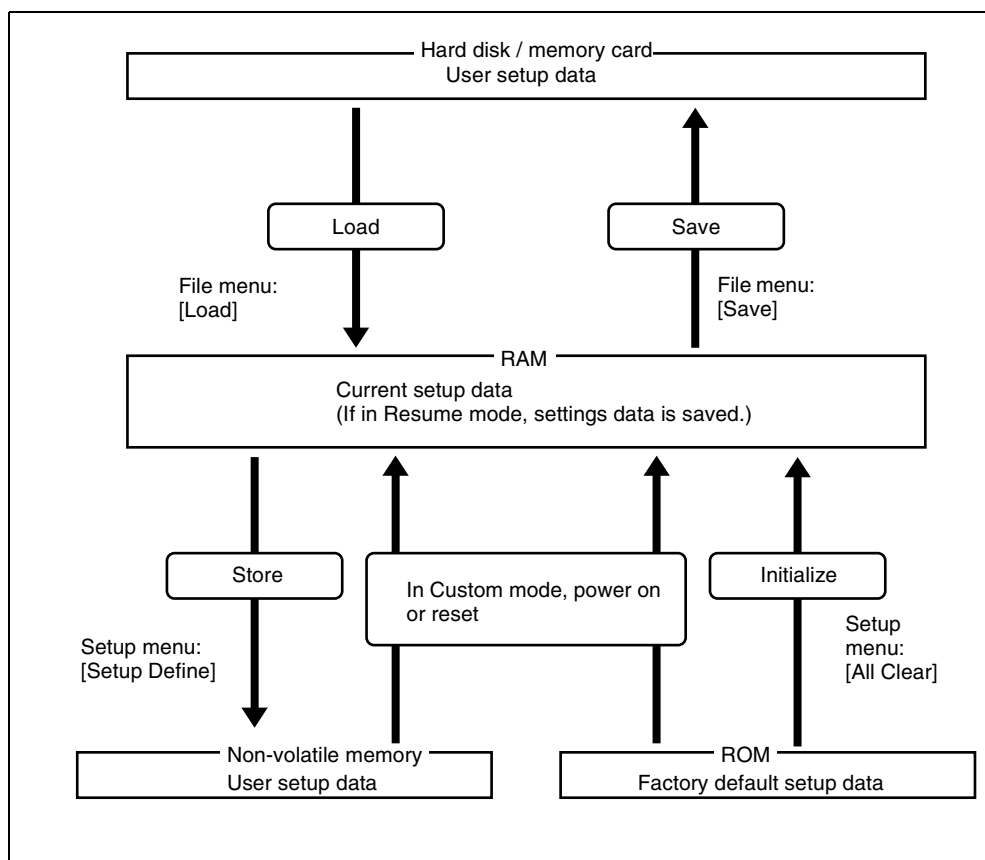 Hard disk / memory card
User setup data
Load
Save
File menu:
[Load]
File menu:
[Save]
RAM
Current setup data
(If in Resume mode, settings data is saved.)
Store
In Custom mode, power on
or reset
Initialize
Setup menu:
[Setup Define]
Setup
menu:
[All Clear]
Non-volatile memory
User setup data
ROM
Factory default setup data